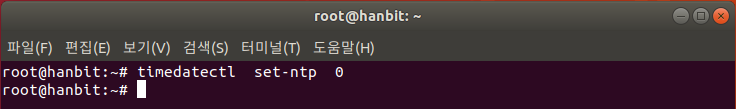 root@hanbit: ~
파일(F) 편집(E) 보기(V) 검색(S) 터미널(T) 도움말(H)
root@hanbit:~# timedatectl  set-ntp  0
root@hanbit:~#